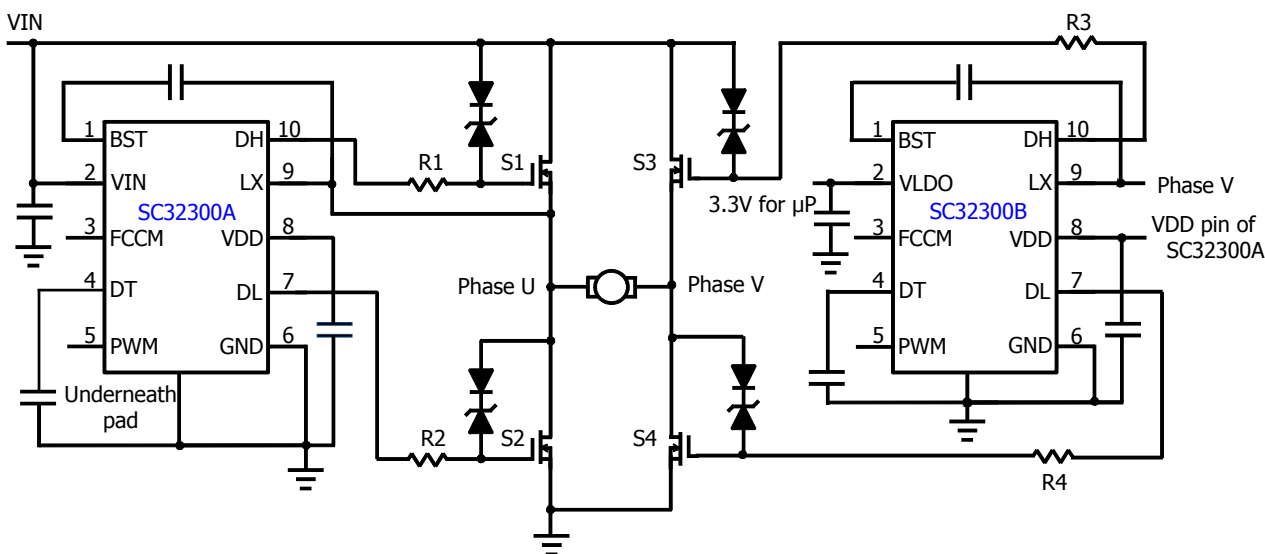 VIN
R3
1
BST
DH
10
2
VIN
LX
9
SC32300A
3
FCCM
VDD
8
4
DT
DL
7
5
PWM
GND
6
Underneath
pad
R1
S1
R2
S2
Phase U
Phase V
S3
S4
3.3V for µP
1
BST
DH
10
2
VLDO
LX
9
Phase V
SC32300B
3
FCCM
VDD
8
VDD pin of
SC32300A
4
DT
DL
7
5
PWM
GND
6
R4